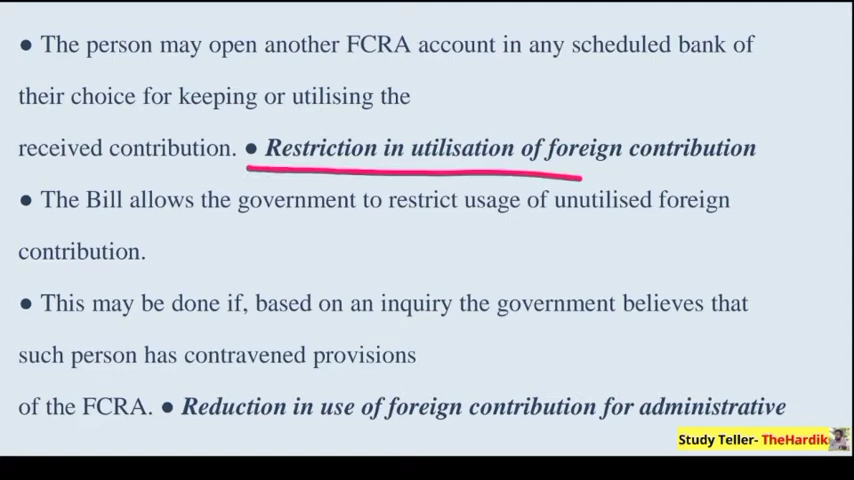 ● The person may open another FCRA account in any scheduled bank of
their choice for keeping or utilising the
received contribution. ● Restriction in utilisation of foreign contribution
● The Bill allows the government to restrict usage of unutilised foreign
contribution.
● This may be done if, based on an inquiry the government believes that
such person has contravened provisions
of the FCRA. ● Reduction in use of foreign contribution for administrative
Study Teller- TheHardik